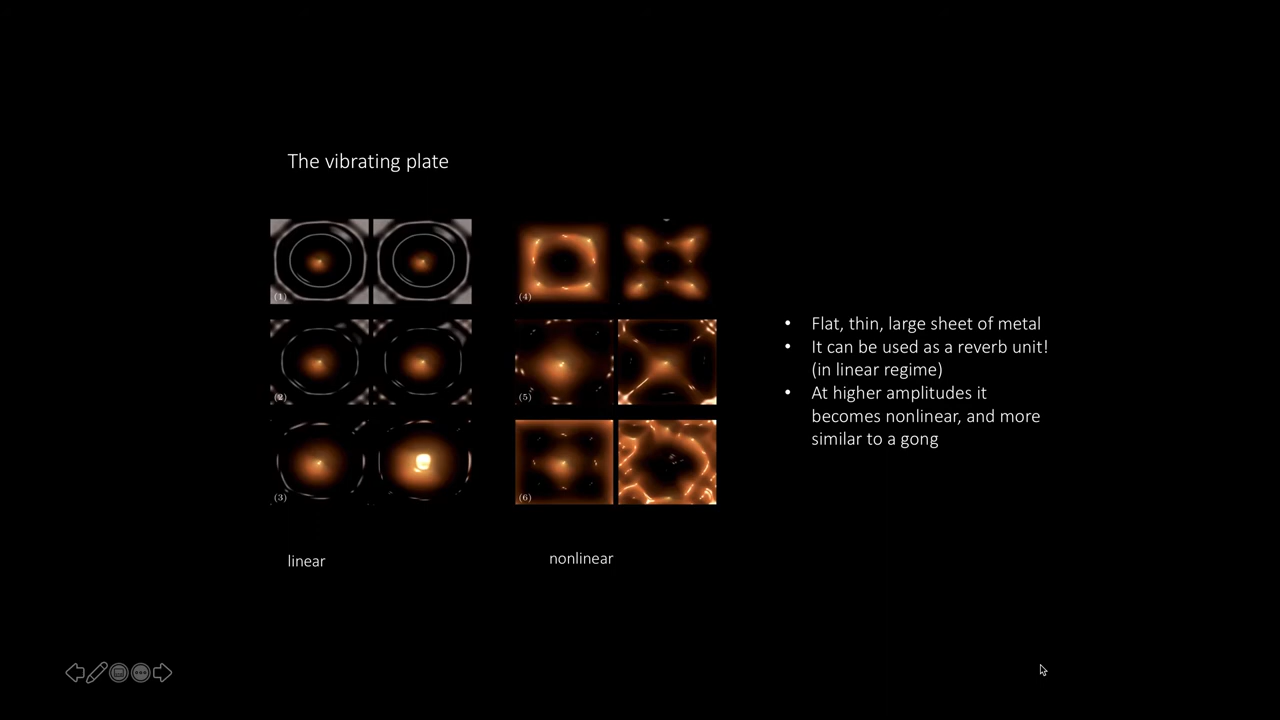 The vibrating plate
(1)
(4)
(2)
(5)
(3)
(6)
linear
nonlinear
• Flat, thin, large sheet of metal
• It can be used as a reverb unit!
(in linear regime)
• At higher amplitudes it
becomes nonlinear, and more
similar to a gong